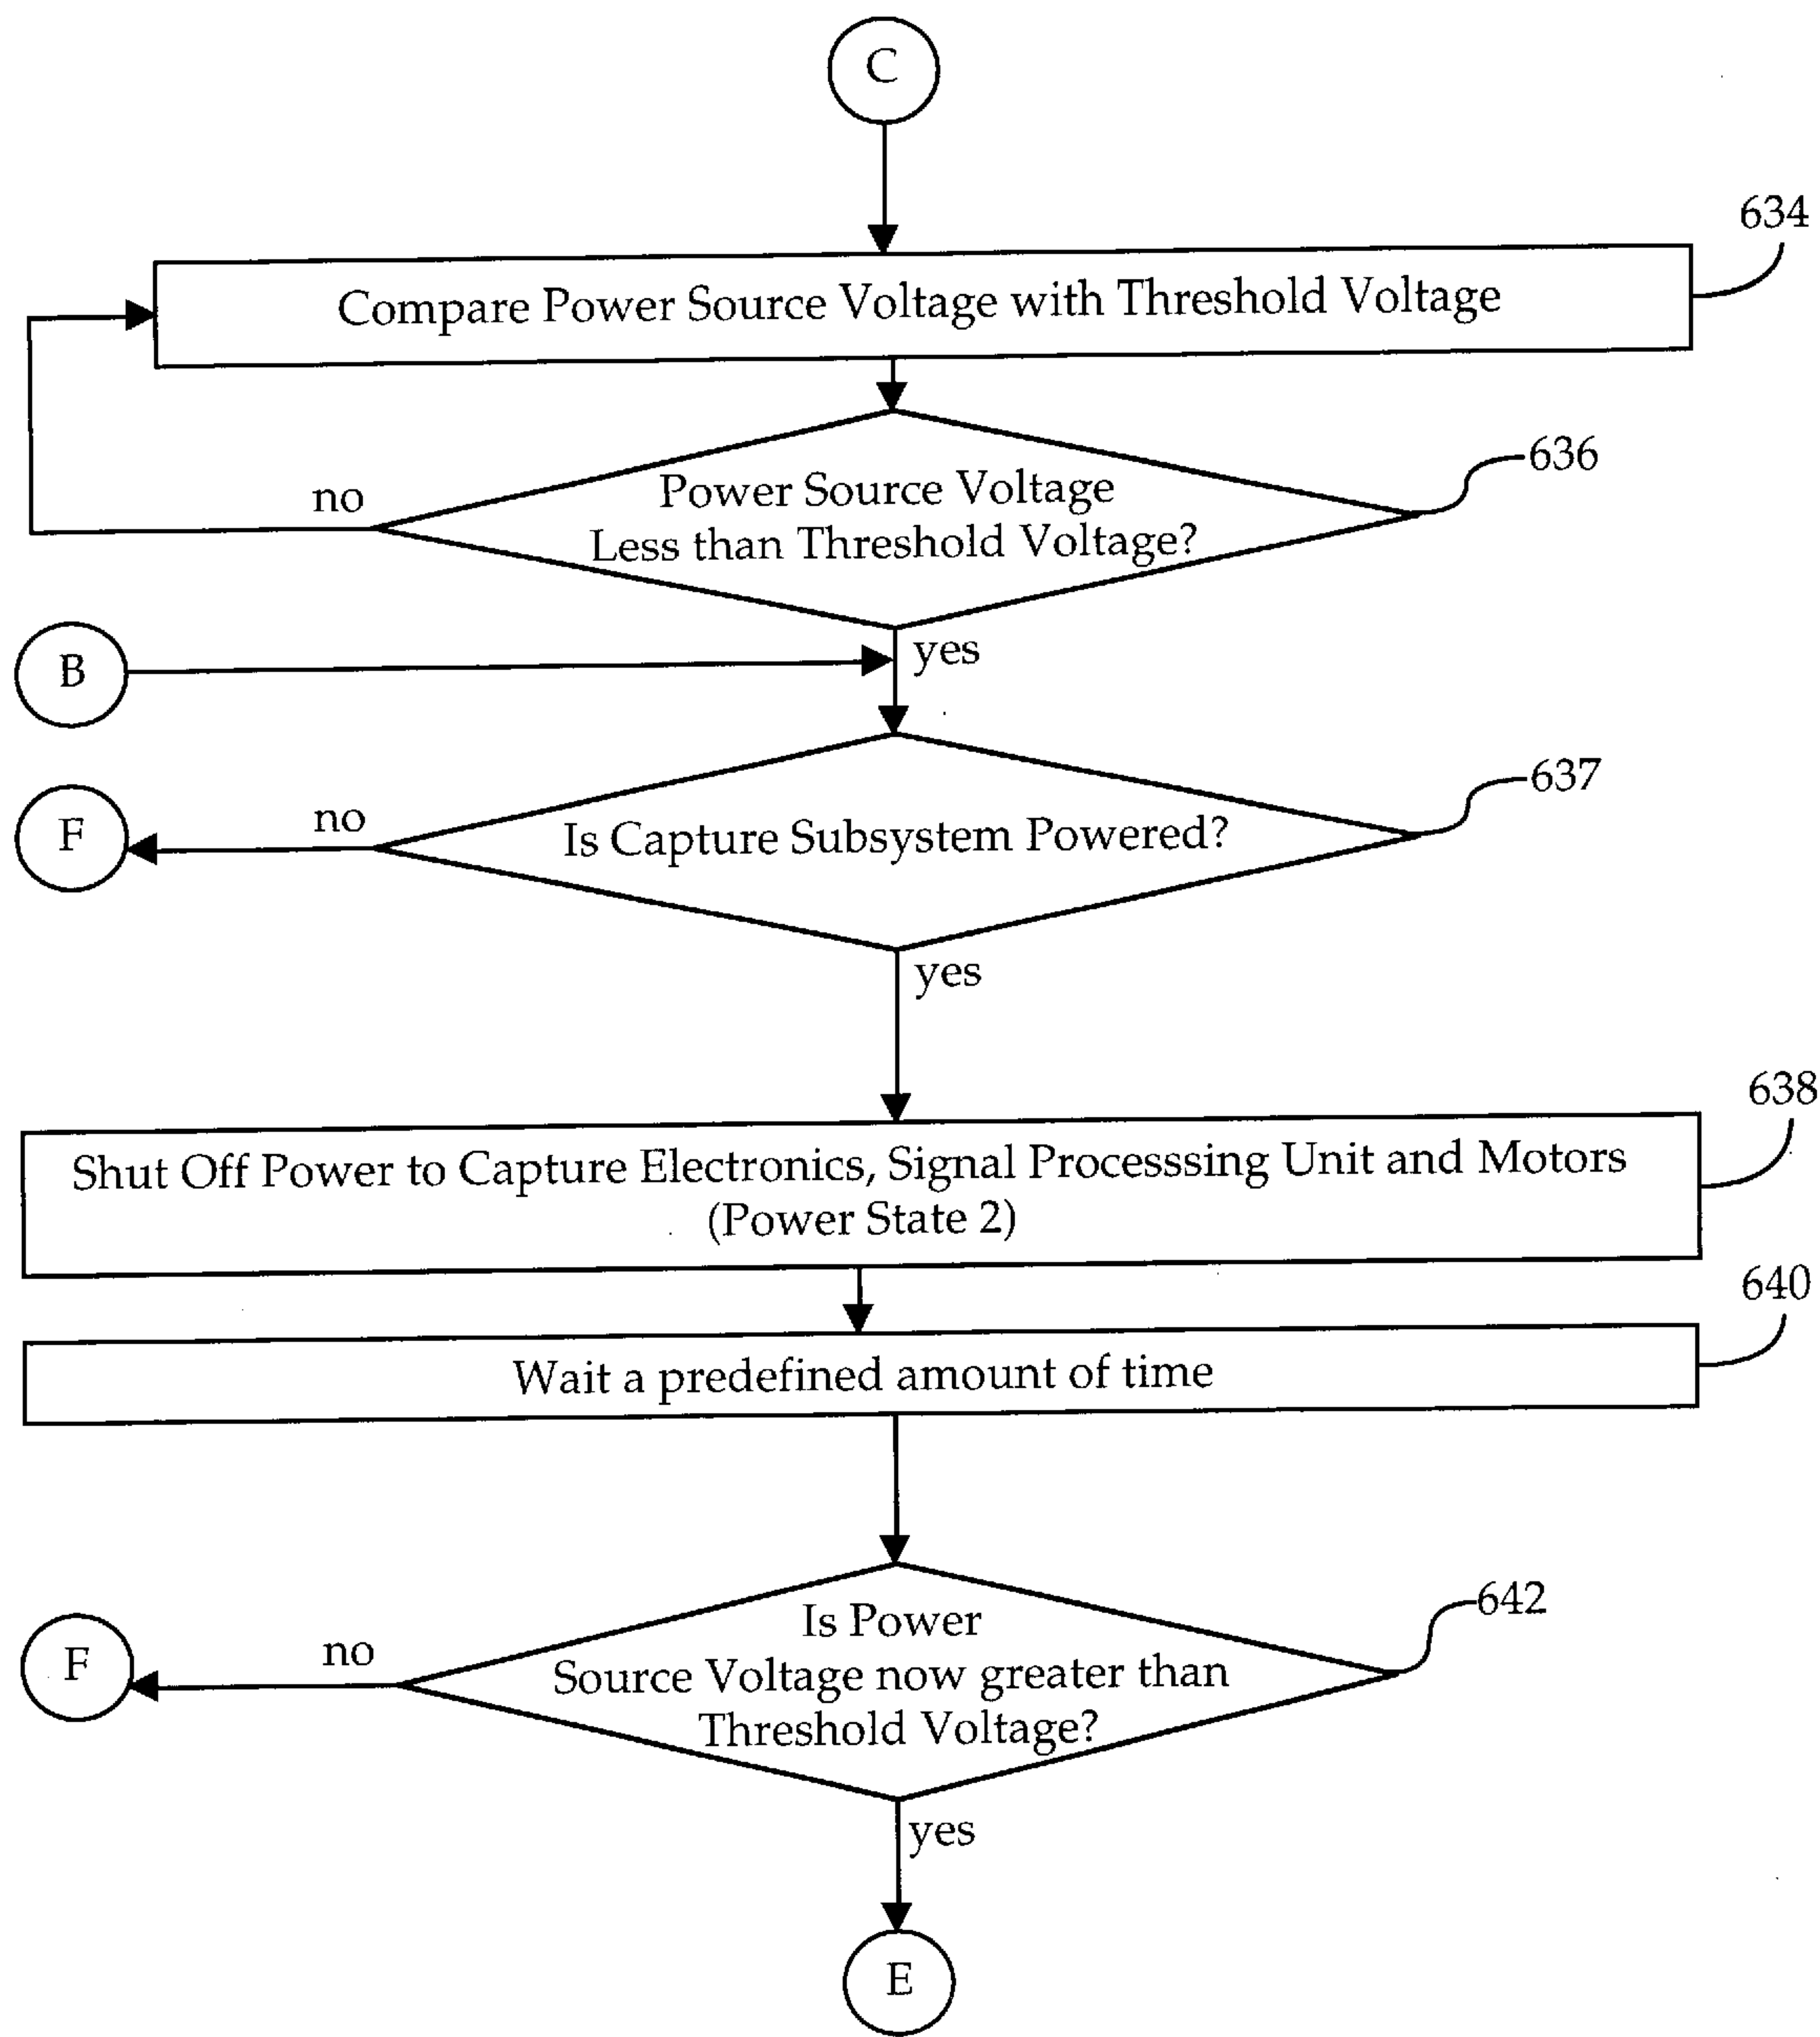 C
634
Compare Power Source Voltage with Threshold Voltage
636
Power Source Voltage
Less than Threshold Voltage?
no
yes
B
637
Is Capture Subsystem Powered?
no
F
yes
638
Shut Off Power to Capture Electronics, Signal Processsing Unit and Motors
(Power State 2)
640
Wait a predefined amount of time
642
Is Power
Source Voltage now greater than
Threshold Voltage?
no
F
yes
E